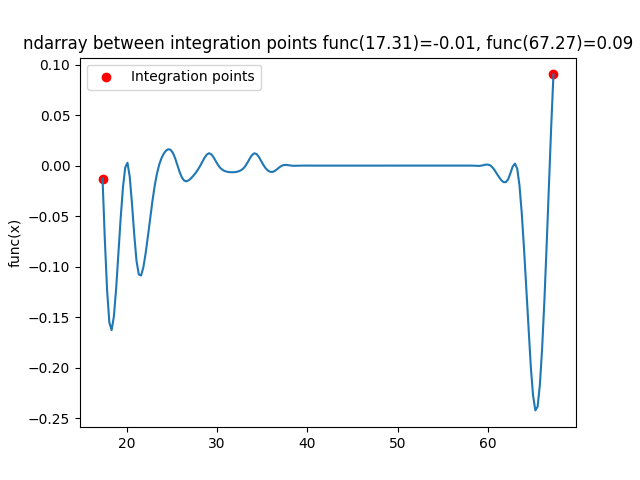 ndarray between integration points func(17.31)=-0.01, func(67.27)=0.09
Integration points
0.10
0.05
0.00
−0.05
−0.10
−0.15
−0.20
−0.25
func(x)
20 30 40 50 60